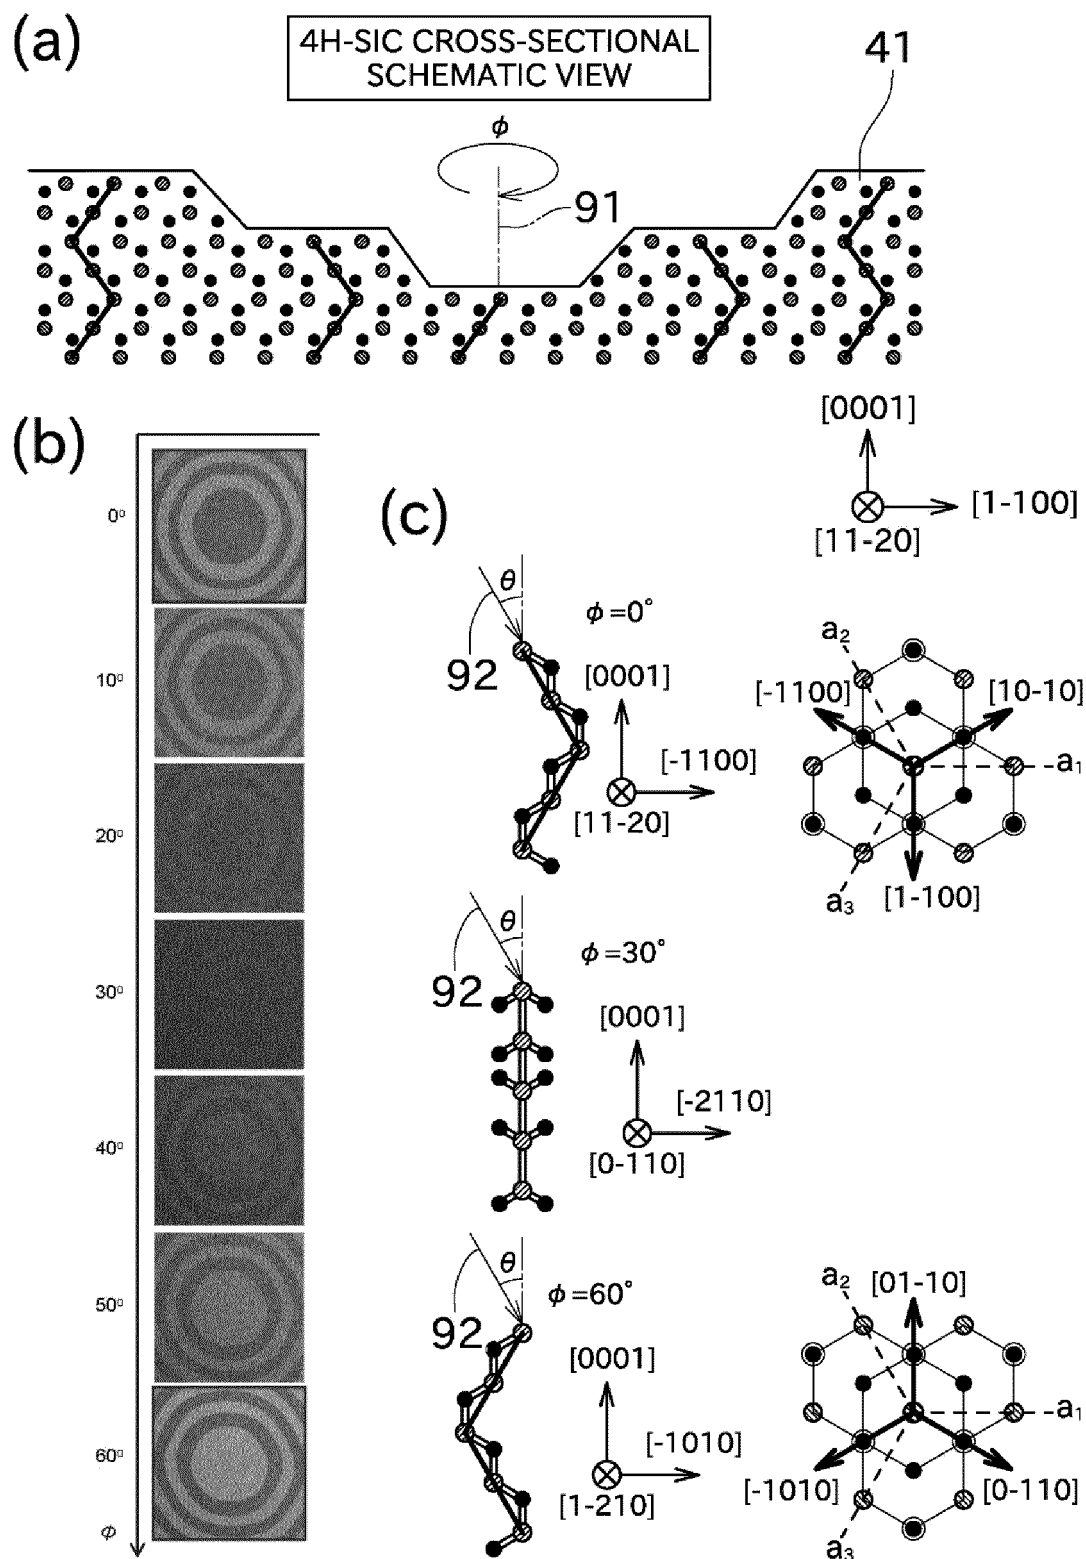 (a)
4H-SIC CROSS-SECTIONAL
SCHEMATIC VIEW
41
ϕ
91
(b)
0°
10°
20°
30°
40°
50°
60°
ϕ
[0001]
[1-100]
[11-20]
(c)
θ
92
ϕ=0°
[0001]
[-1100]
[11-20]
a2
[-1100]
[10-10]
a1
[1-100]
a3
θ
92
ϕ=30°
[0001]
[-2110]
[0-110]
θ
92
ϕ=60°
[0001]
[-1010]
[1-210]
a2
[01-10]
a1
[-1010]
[0-110]
a3